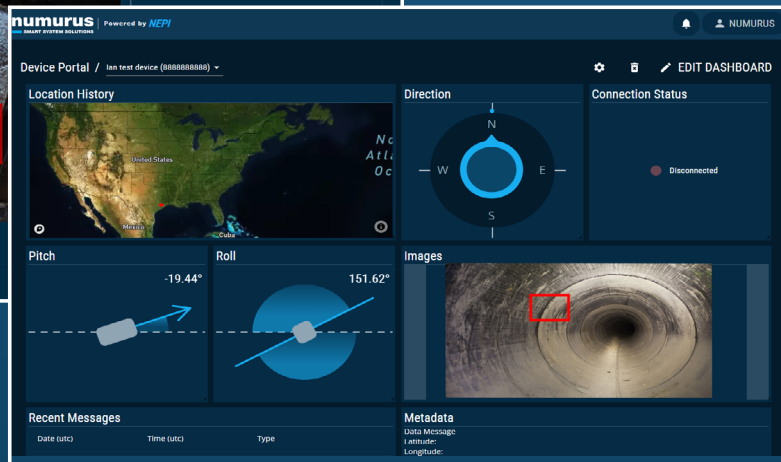 numurus Powered by NEPI
SMART SYSTEM SOLUTIONS
NUMURUS
Device Portal / Ian test device (8888888888)
EDIT DASHBOARD
Location History
United States
Mexico
Cuba
Direction
N
W
E
S
Connection Status
Disconnected
Pitch
-19.44°
Roll
151.62°
Images
Recent Messages
Date (utc) Time (utc) Type
Metadata
Data Message
Latitude:
Longitude: